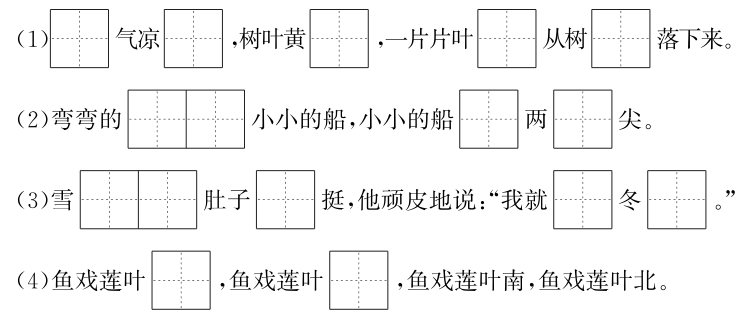 (1) 气凉 ,树叶黄 ,一片片叶 从树 落下来。
(2)弯弯的 小小的船,小小的船 两 尖。
(3)雪 肚子 挺,他顽皮地说:“我就 冬 。”
(4)鱼戏莲叶 ,鱼戏莲叶 ,鱼戏莲叶南,鱼戏莲叶北。